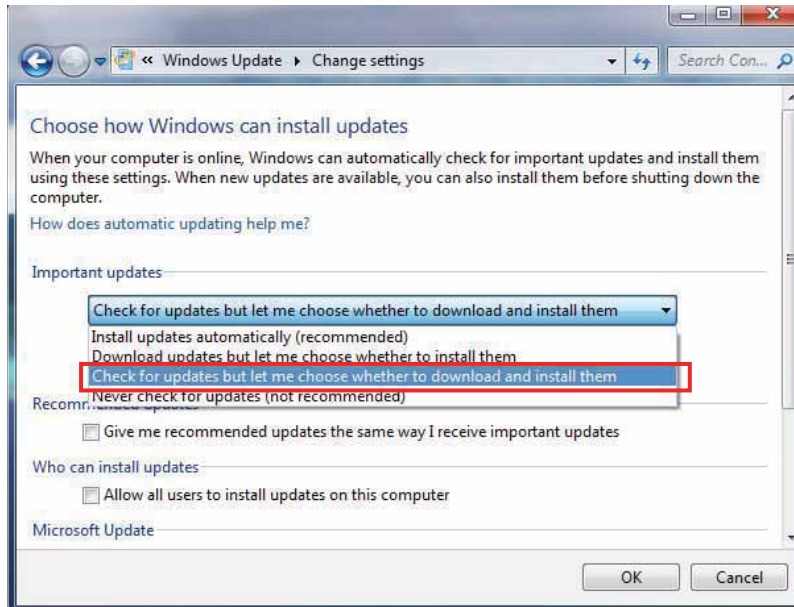 « Windows Update ▸ Change settings
Search Con...
Choose how Windows can install updates
When your computer is online, Windows can automatically check for important updates and install them
using these settings. When new updates are available, you can also install them before shutting down the
computer.
How does automatic updating help me?
Important updates
Check for updates but let me choose whether to download and install them
Install updates automatically (recommended)
Download updates but let me choose whether to install them
Check for updates but let me choose whether to download and install them
Never check for updates (not recommended)
Recommended updates
Give me recommended updates the same way I receive important updates
Who can install updates
Allow all users to install updates on this computer
Microsoft Update
OK Cancel